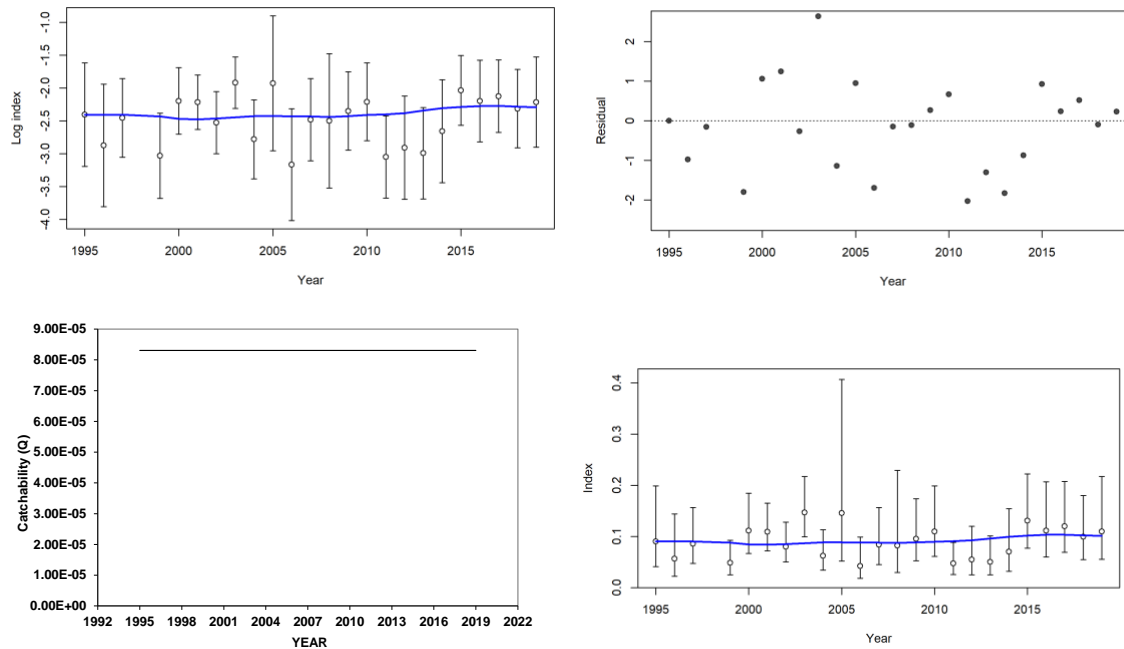 -1.0
-1.5
-2.0
-2.5
-3.0
-3.5
-4.0
Log index
1995 2000 2005 2010 2015
Year
2
1
0
-1
-2
Residual
1995 2000 2005 2010 2015
Year
9.00E-05
8.00E-05
7.00E-05
6.00E-05
5.00E-05
4.00E-05
3.00E-05
2.00E-05
1.00E-05
0.00E+00
Catchability (Q)
1992 1995 1998 2001 2004 2007 2010 2013 2016 2019 2022
YEAR
0.4
0.3
0.2
0.1
0.0
Index
1995 2000 2005 2010 2015
Year